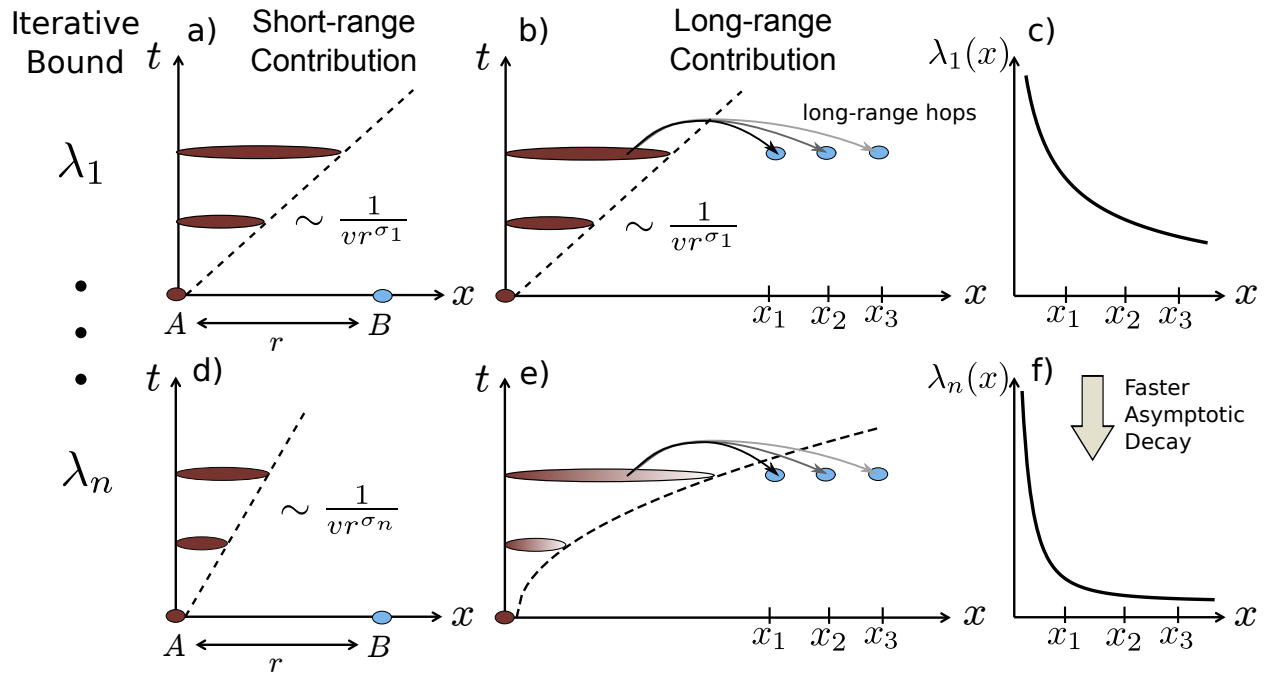 Iterative
Bound
a)
Short-range
Contribution
t
λ₁
∼ 1/(vr^{σ₁})
x
A
B
r
b)
Long-range
Contribution
t
long-range hops
∼ 1/(vr^{σ₁})
x
x₁ x₂ x₃
c)
λ₁(x)
x
x₁ x₂ x₃
d)
t
λₙ
∼ 1/(vr^{σₙ})
x
A
B
r
e)
t
x
x₁ x₂ x₃
f)
λₙ(x)
Faster
Asymptotic
Decay
x
x₁ x₂ x₃